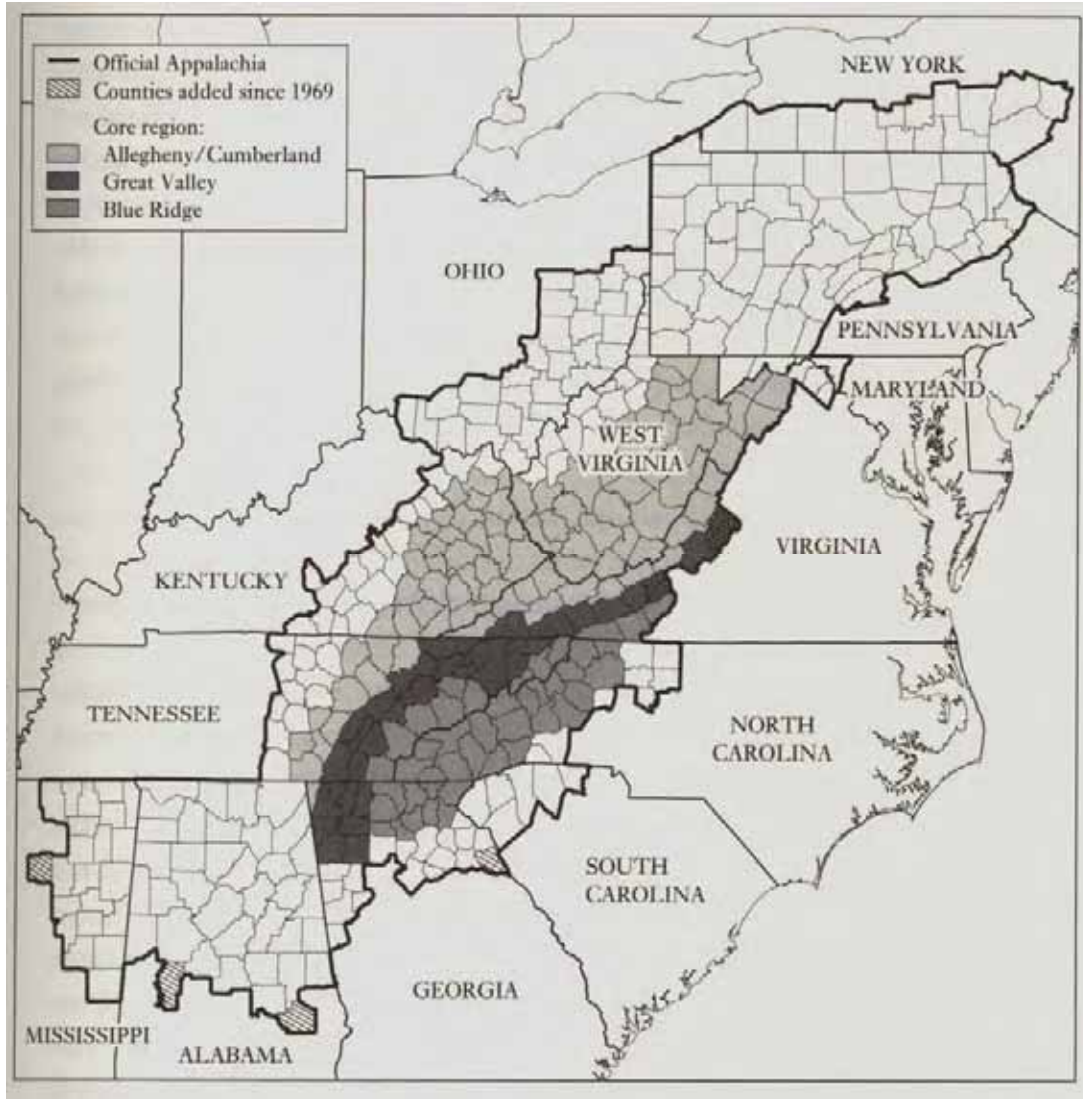 Official Appalachia
Counties added since 1969
Core region:
Allegheny/Cumberland
Great Valley
Blue Ridge
NEW YORK
OHIO
PENNSYLVANIA
MARYLAND
WEST
VIRGINIA
VIRGINIA
KENTUCKY
TENNESSEE
NORTH
CAROLINA
SOUTH
CAROLINA
GEORGIA
MISSISSIPPI
ALABAMA